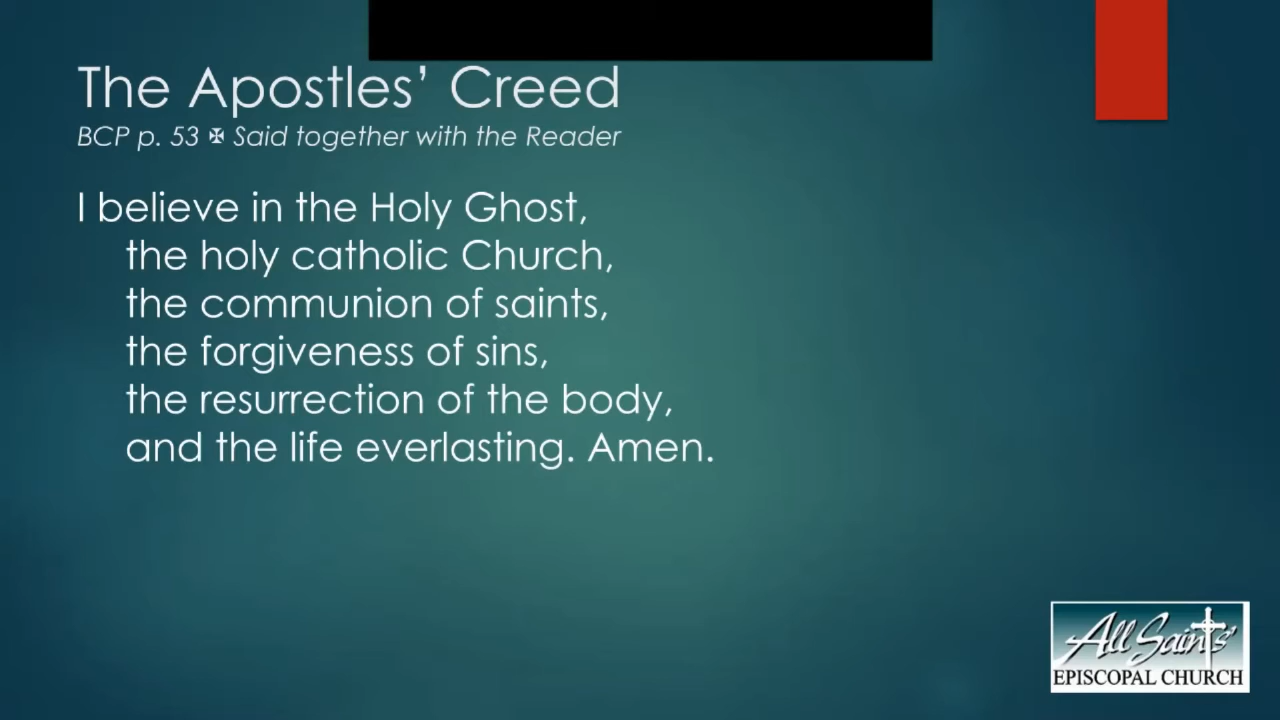 The Apostles’ Creed
BCP p. 53 ✠ Said together with the Reader
I believe in the Holy Ghost,
the holy catholic Church,
the communion of saints,
the forgiveness of sins,
the resurrection of the body,
and the life everlasting. Amen.
All Saints’
EPISCOPAL CHURCH